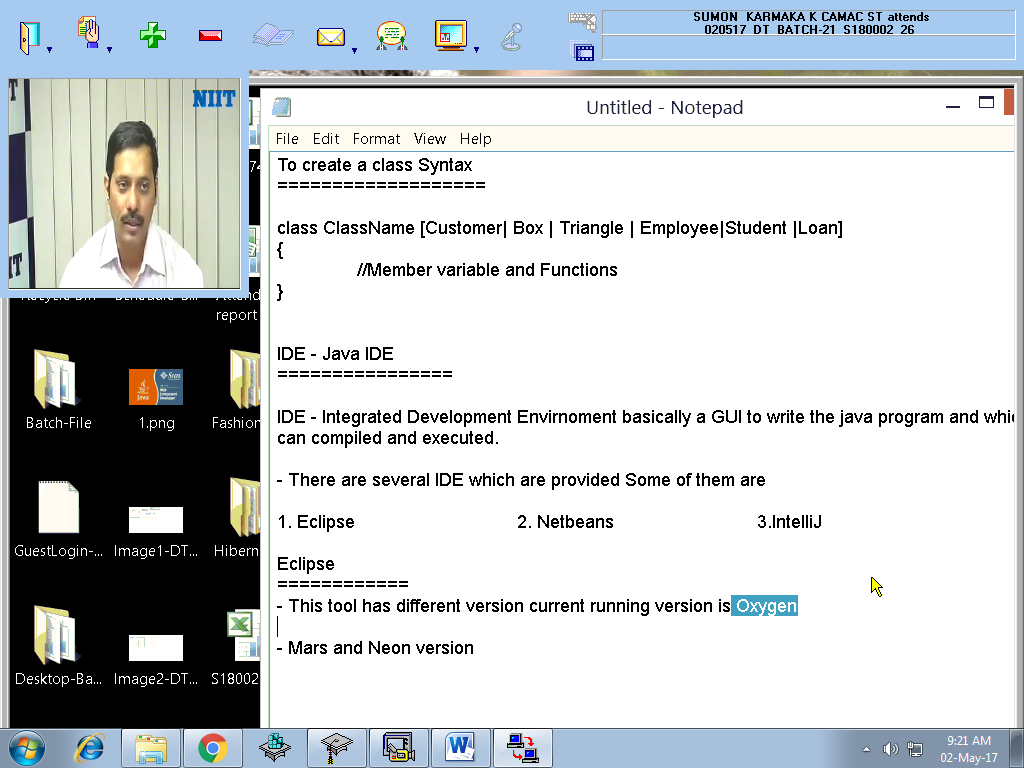 SUMON KARMAKA K CAMAC ST attends
020517 DT BATCH-21 S180002 26
NIIT
Untitled - Notepad
File Edit Format View Help
To create a class Syntax
===================
class ClassName [Customer| Box | Triangle | Employee|Student |Loan]
{
//Member variable and Functions
}
IDE - Java IDE
================
IDE - Integrated Development Envirnoment basically a GUI to write the java program and whic
can compiled and executed.
- There are several IDE which are provided Some of them are
1. Eclipse 2. Netbeans 3.IntelliJ
Eclipse
============
- This tool has different version current running version is Oxygen
- Mars and Neon version
report
Batch-File 1.png Fashion
GuestLogin-... Image1-DT... Hibern
Desktop-Ba... Image2-DT... S18002
9:21 AM
02-May-17